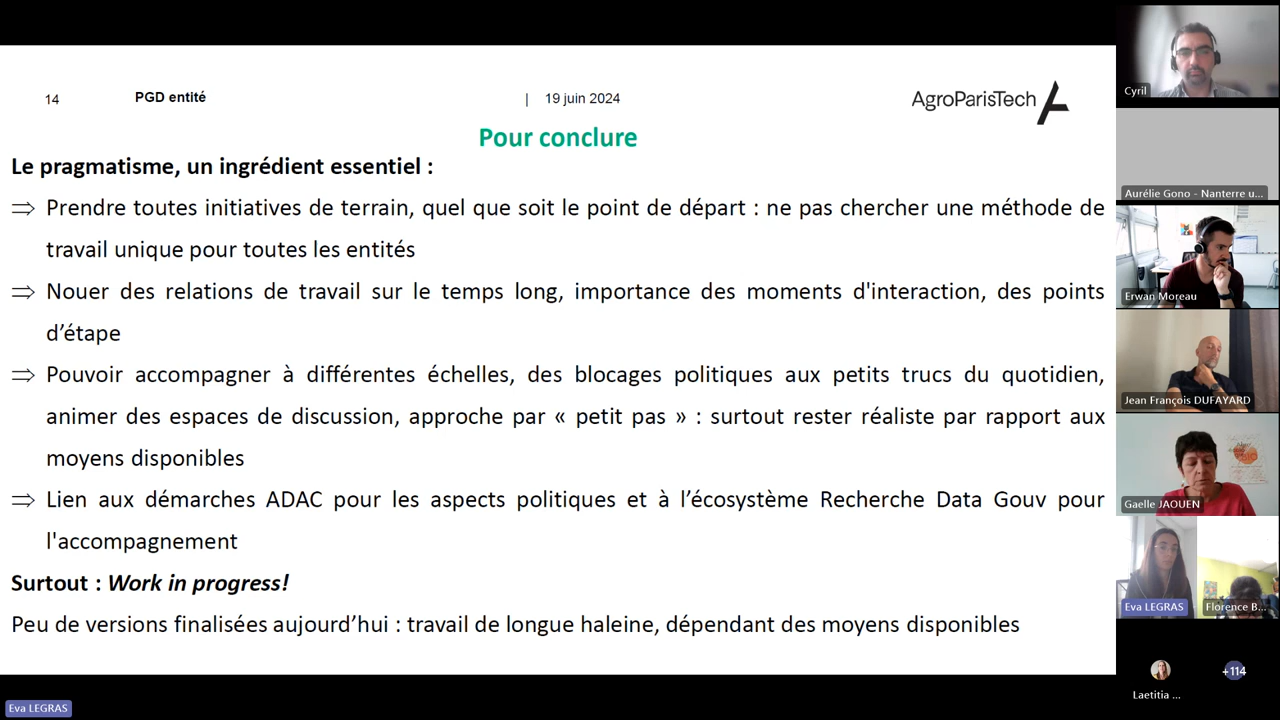 14
PGD entité
| 19 juin 2024
AgroParisTech
Pour conclure
Le pragmatisme, un ingrédient essentiel :
⇒ Prendre toutes initiatives de terrain, quel que soit le point de départ : ne pas chercher une méthode de
travail unique pour toutes les entités
⇒ Nouer des relations de travail sur le temps long, importance des moments d'interaction, des points
d’étape
⇒ Pouvoir accompagner à différentes échelles, des blocages politiques aux petits trucs du quotidien,
animer des espaces de discussion, approche par « petit pas » : surtout rester réaliste par rapport aux
moyens disponibles
⇒ Lien aux démarches ADAC pour les aspects politiques et à l’écosystème Recherche Data Gouv pour
l'accompagnement
Surtout : Work in progress!
Peu de versions finalisées aujourd’hui : travail de longue haleine, dépendant des moyens disponibles
Cyril
Aurélie Gono - Nanterre u...
Erwan Moreau
Jean François DUFAYARD
Gaelle JAOUEN
Eva LEGRAS
Florence B...
Laetitia ...
+114
Eva LEGRAS